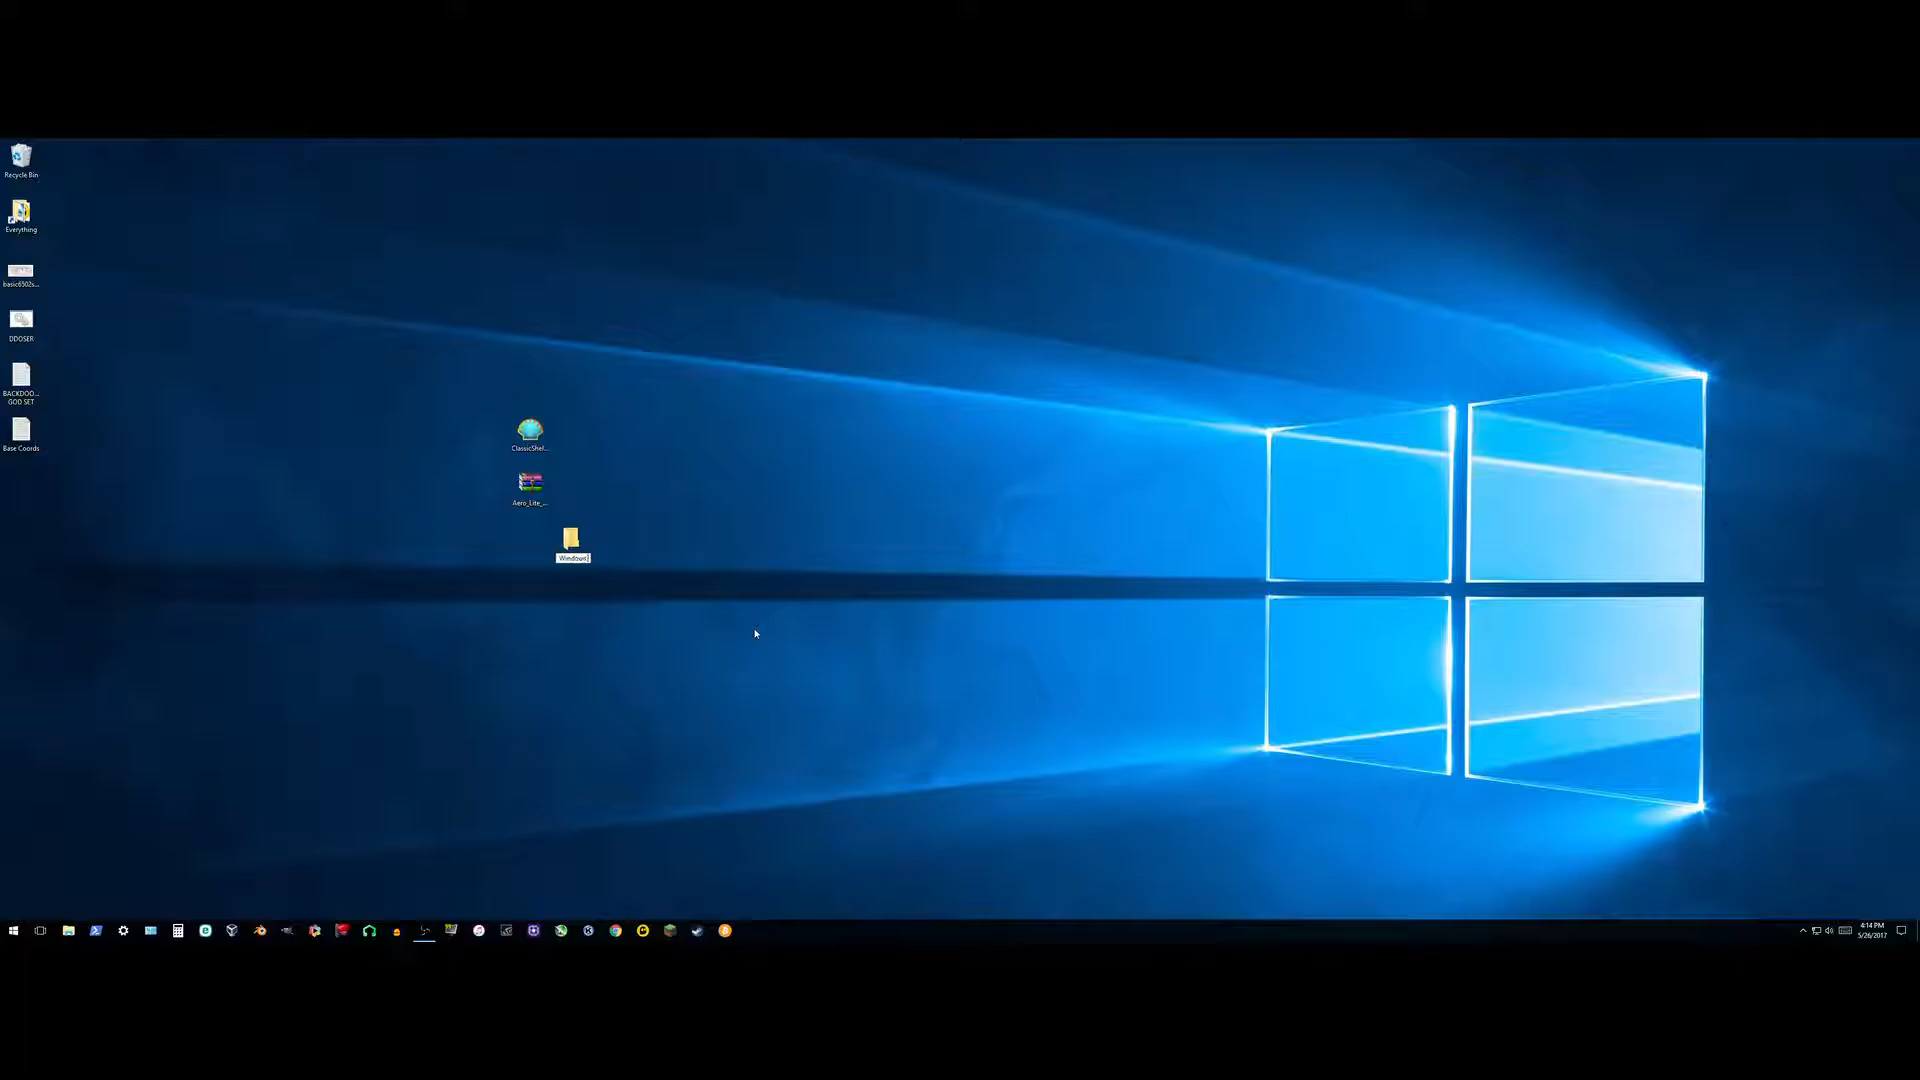 Recycle Bin
Everything
basic6502s...
DDOSER
BACKDOO...
GOD SET
Base Coords
ClassicShel...
Aero_Lite_...
Windows
4:14 PM
5/26/2017